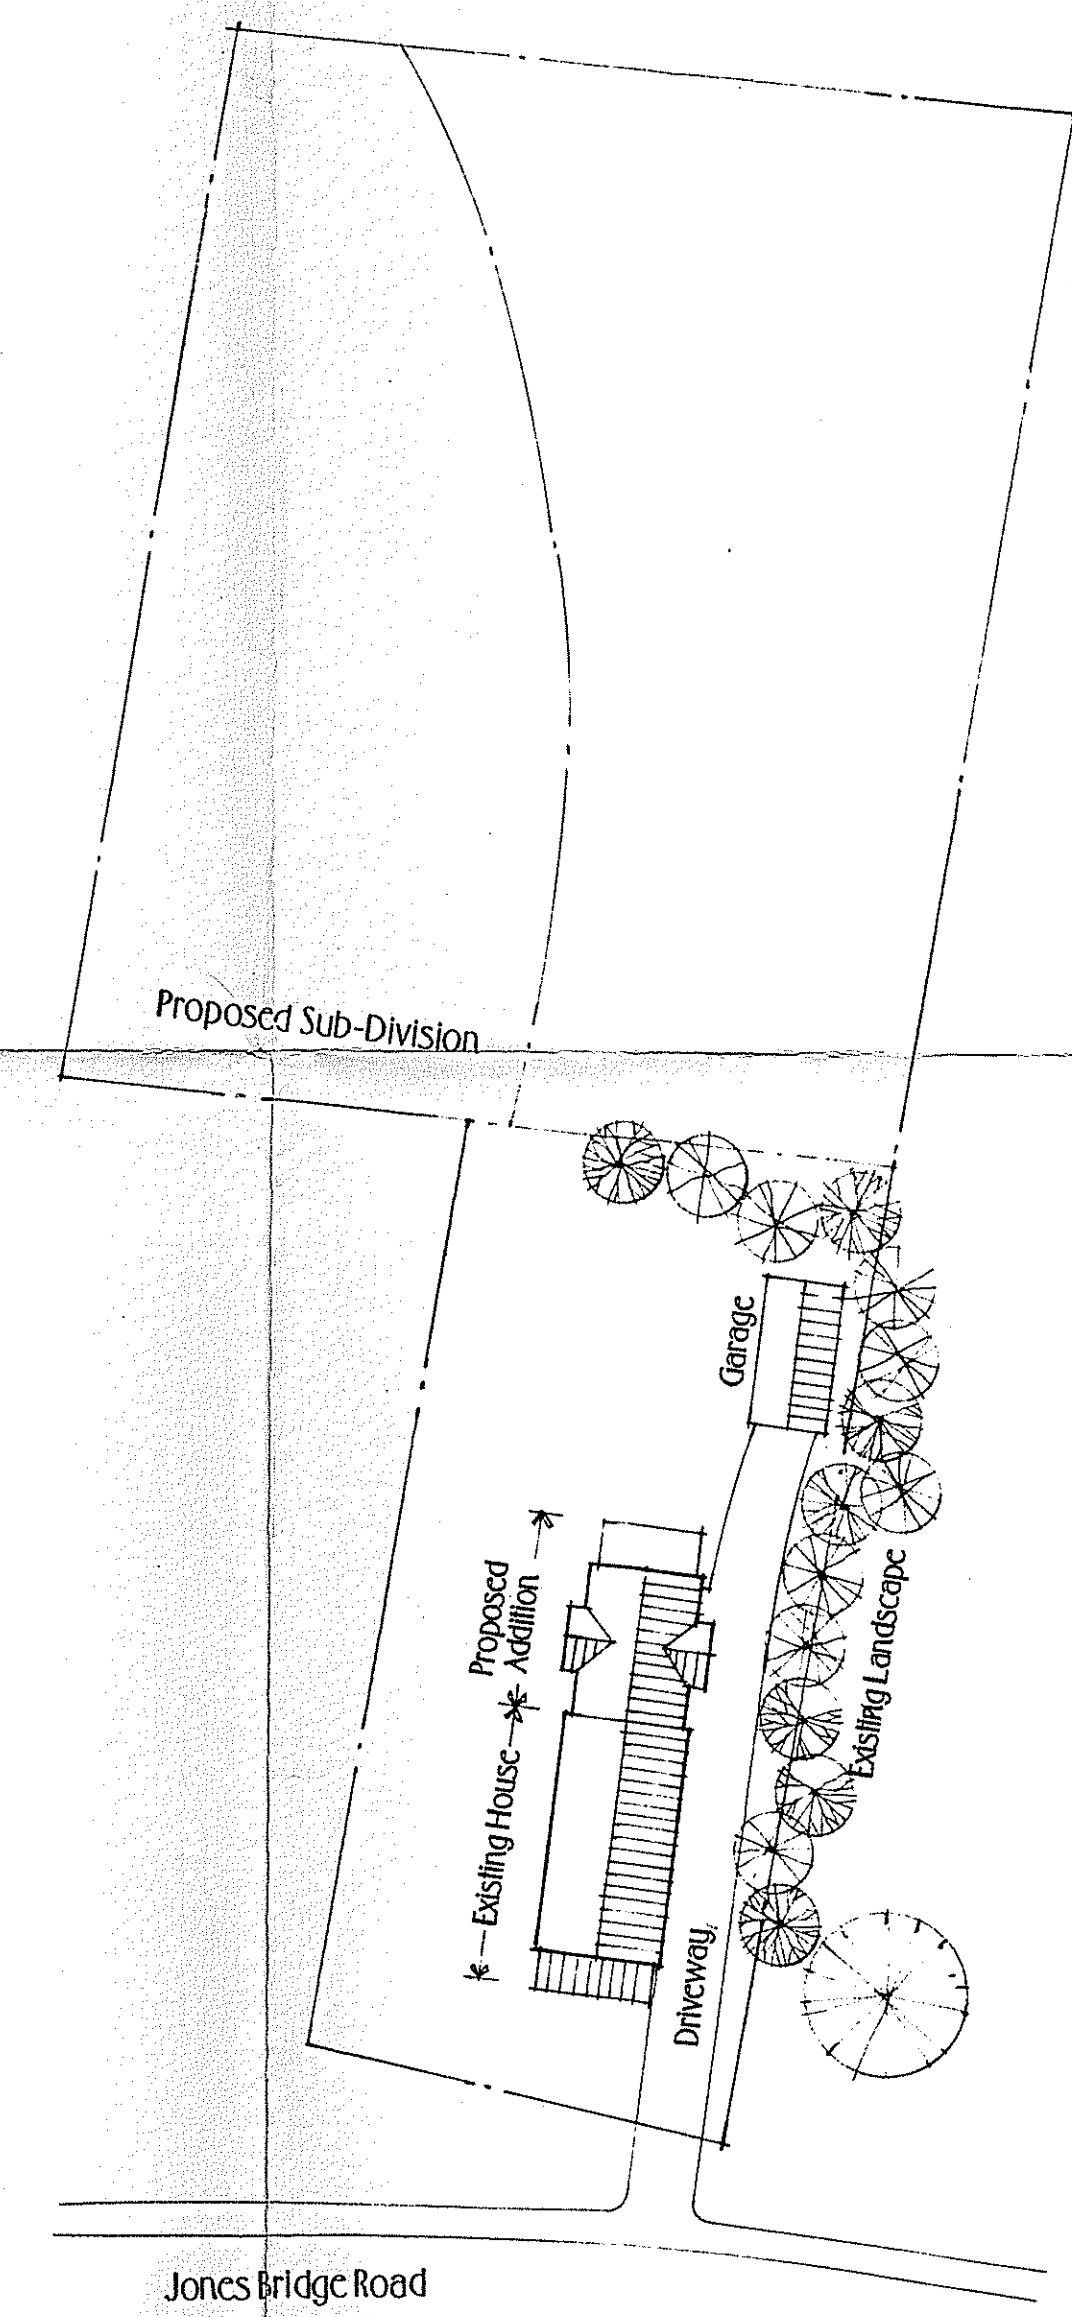 Proposed Sub-Division
Garage
Proposed
Addition
Existing House
Existing Landscape
Driveway
Jones Bridge Road